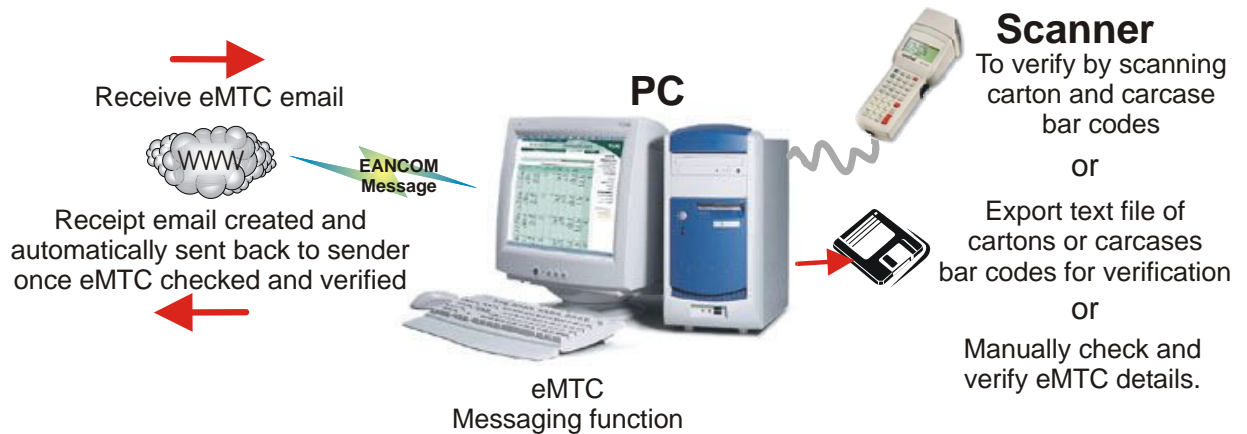 Receive eMTC email
WWW
EANCOM
Message
Receipt email created and
automatically sent back to sender
once eMTC checked and verified
PC
eMTC
Messaging function
Scanner
To verify by scanning
carton and carcase
bar codes
or
Export text file of
cartons or carcases
bar codes for verification
or
Manually check and
verify eMTC details.